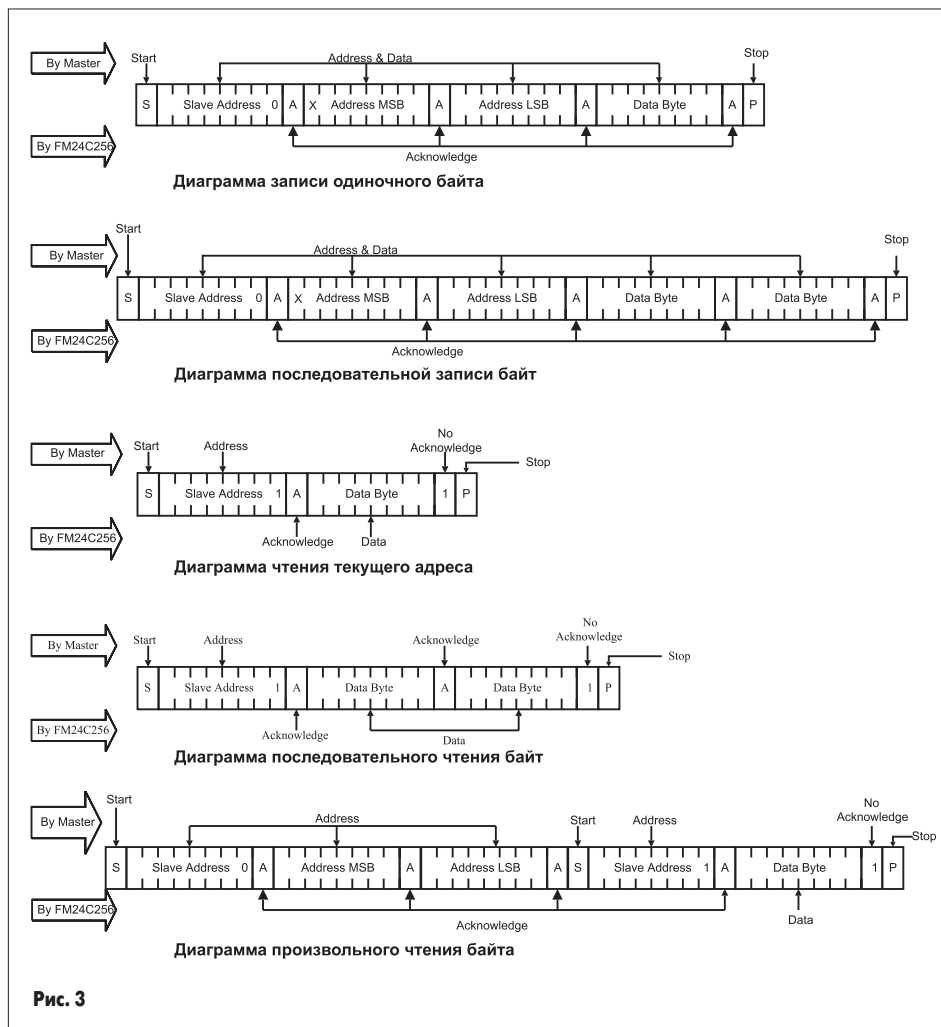 By Master
Start
Address & Data
Stop
S Slave Address 0 A X Address MSB A Address LSB A Data Byte A P
By FM24C256
Acknowledge
Диаграмма записи одиночного байта
Start
By Master
Address & Data
Stop
S Slave Address 0 A X Address MSB A Address LSB A Data Byte A Data Byte A P
By FM24C256
Acknowledge
Диаграмма последовательной записи байт
By Master
Start
Address
No
Acknowledge
Stop
S Slave Address 1 A Data Byte 1 P
By FM24C256
Acknowledge
Data
Диаграмма чтения текущего адреса
By Master
Start
Address
Acknowledge
No
Acknowledge
Stop
S Slave Address 1 A Data Byte A Data Byte 1 P
By FM24C256
Acknowledge
Data
Диаграмма последовательного чтения байт
By Master
Start
Address
Start
Address
No
Acknowledge
Stop
S Slave Address 0 A Address MSB A Address LSB A S Slave Address 1 A Data Byte 1 P
By FM24C256
Acknowledge
Data
Диаграмма произвольного чтения байта
Рис. 3